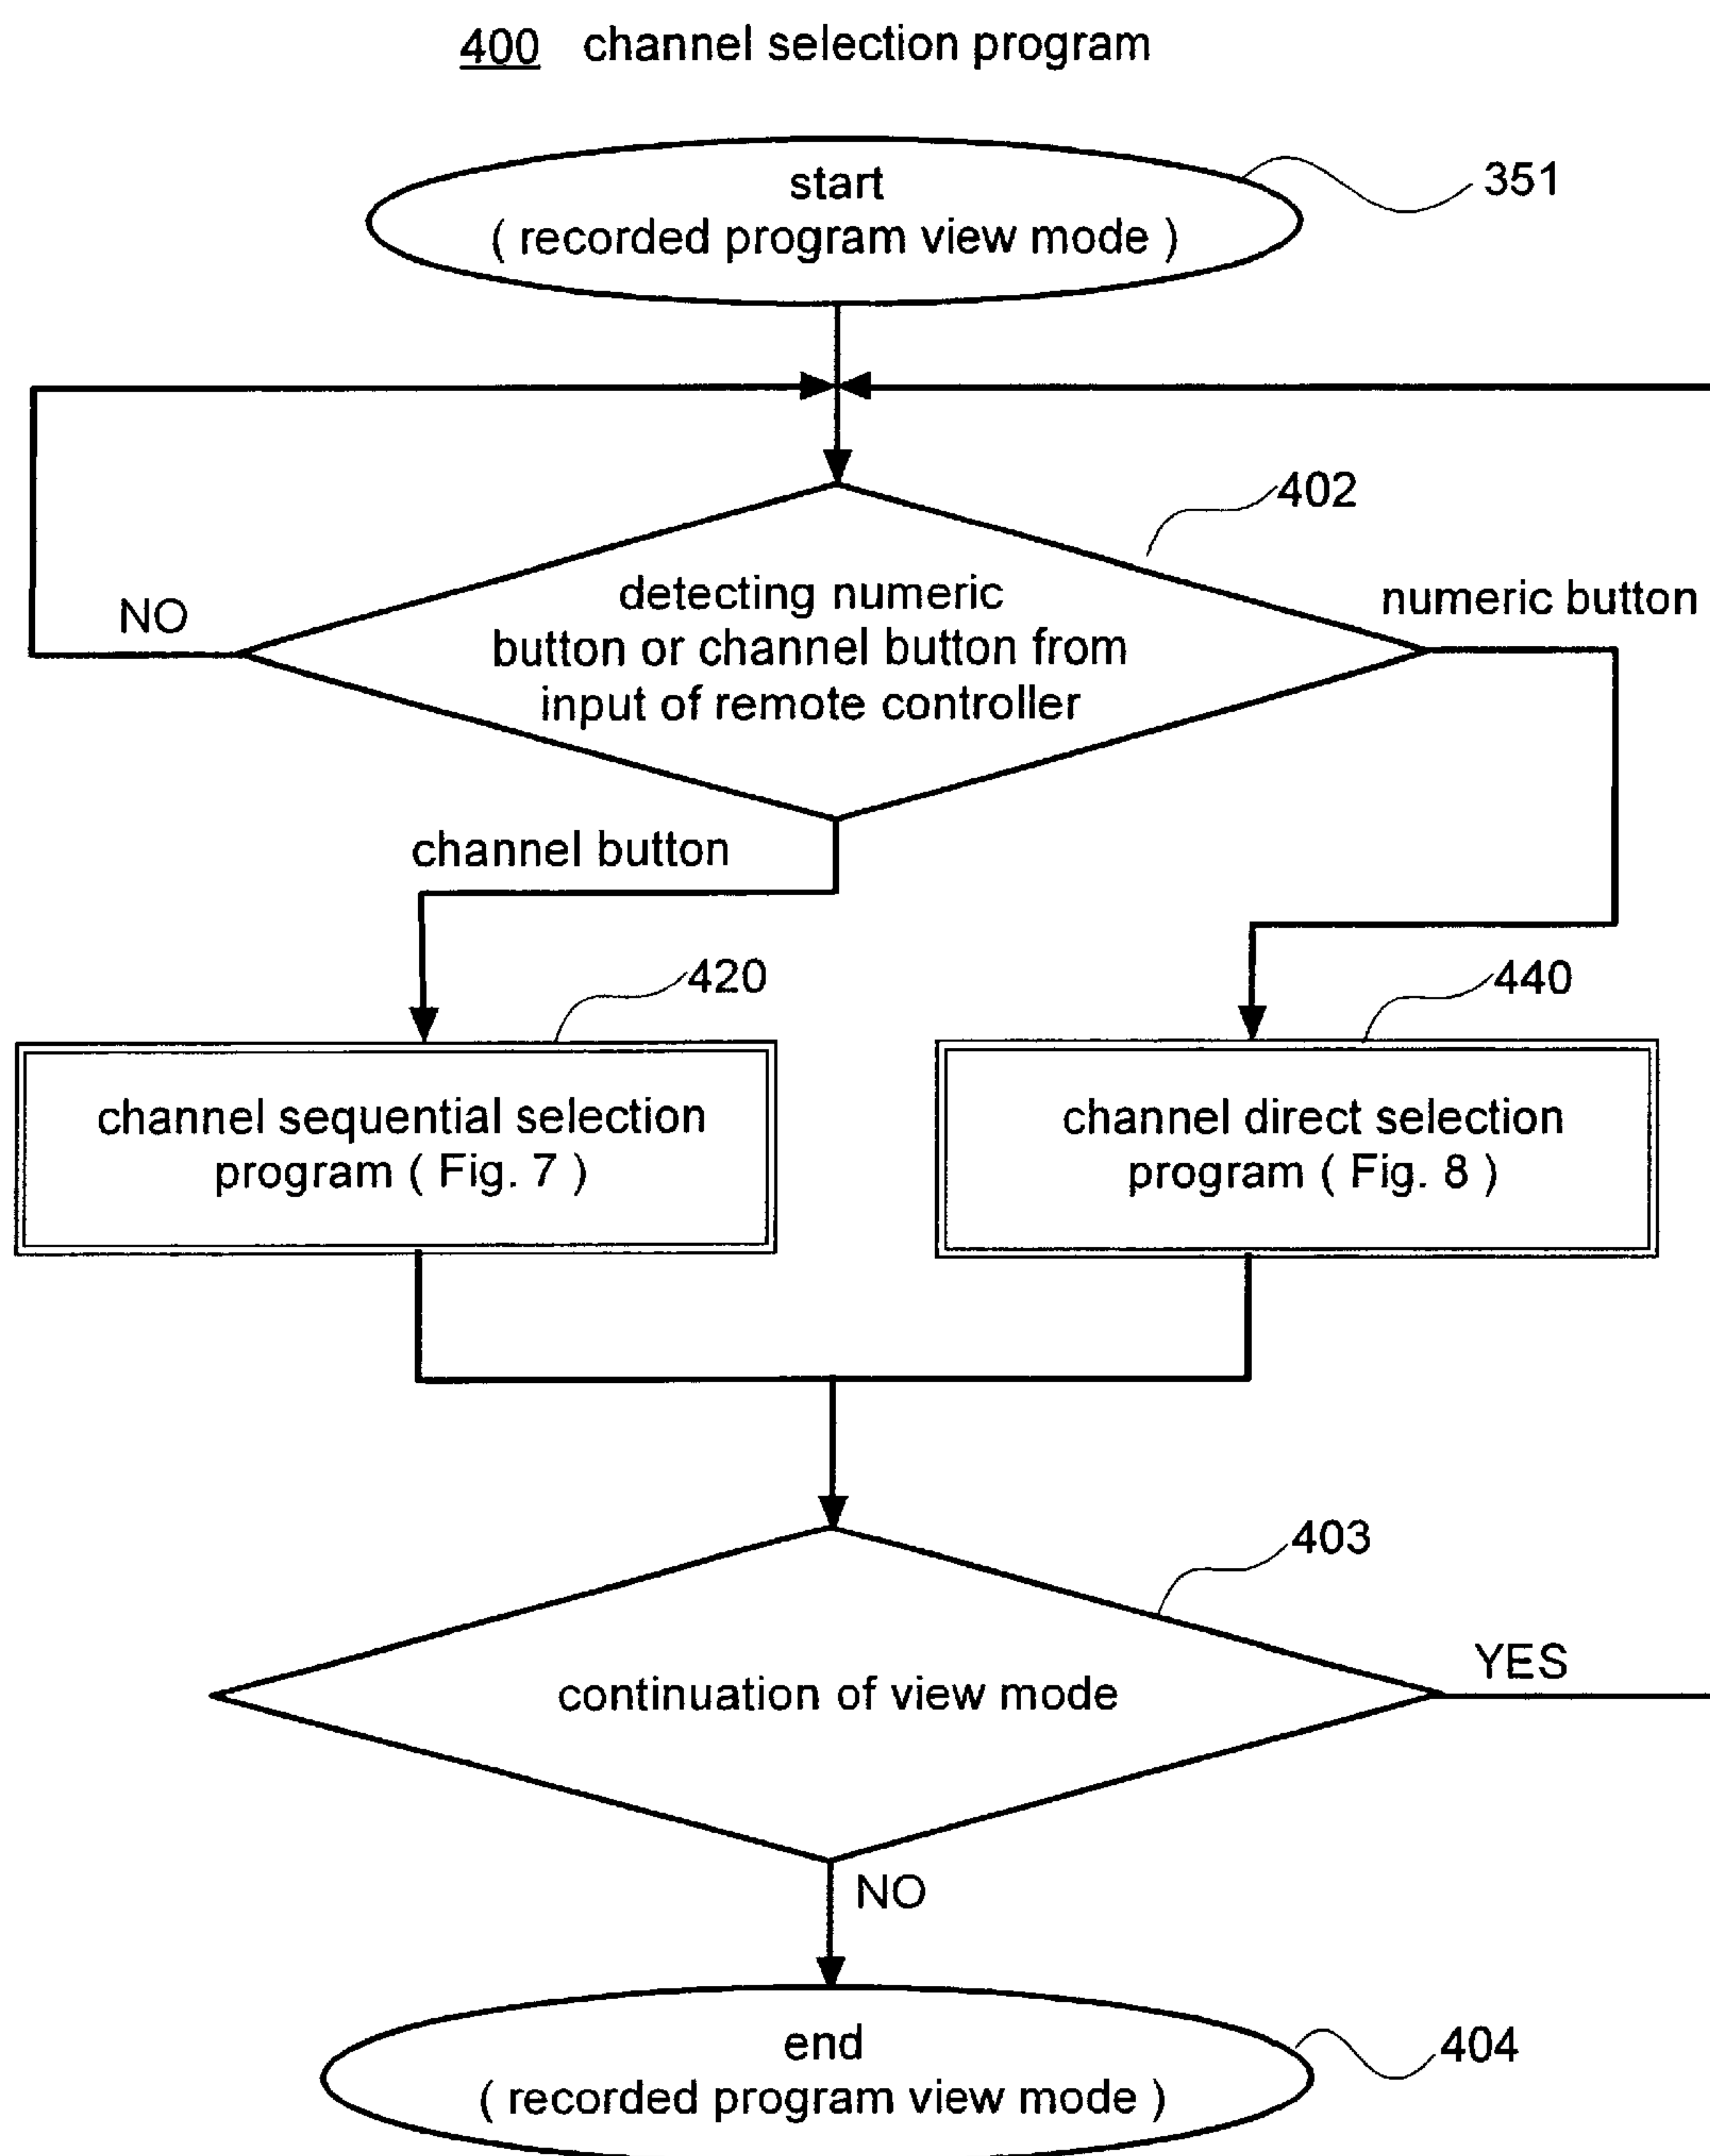 400 channel selection program
start
( recorded program view mode )
351
402
detecting numeric
button or channel button from
input of remote controller
NO
numeric button
channel button
420
440
channel sequential selection
program ( Fig. 7 )
channel direct selection
program ( Fig. 8 )
403
continuation of view mode
YES
NO
end
( recorded program view mode )
404